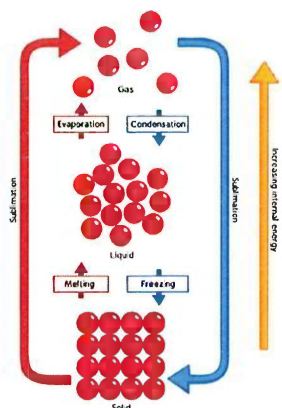 Gas
Evaporation
Condensation
Sublimation
Sublimation
Increasing internal energy
Liquid
Melting
Freezing
Solid